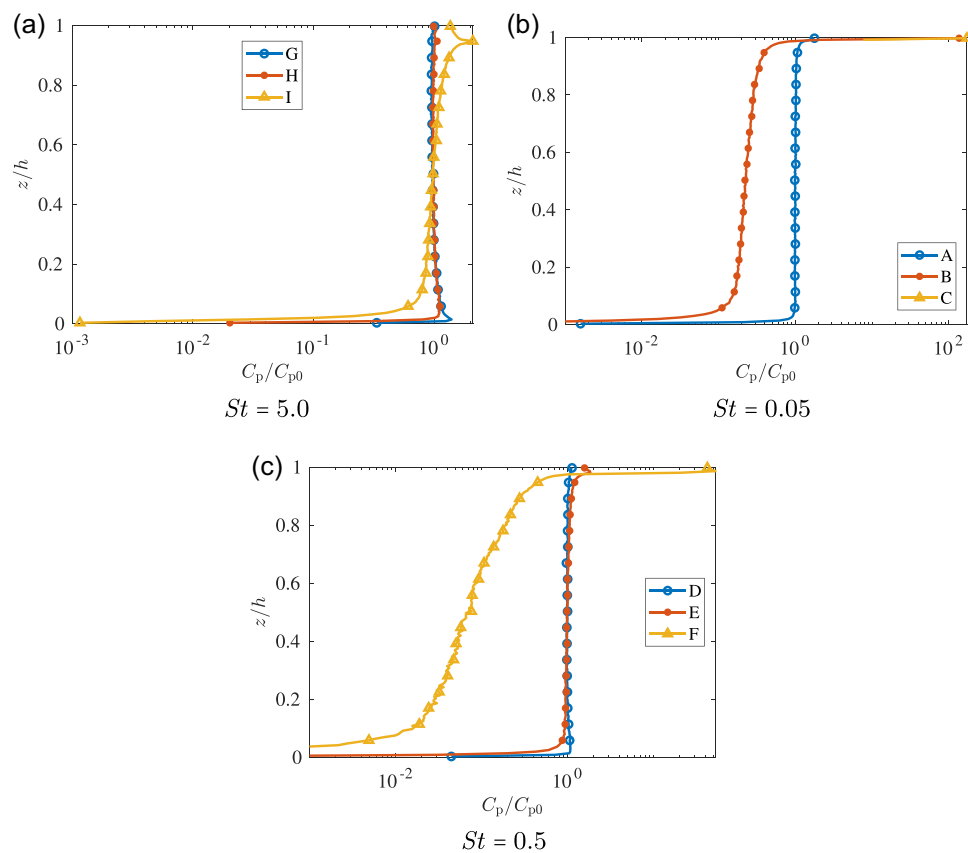 (a)
1
0.8
0.6
0.4
0.2
0
z/h
G
H
I
10^-3
10^-2
10^-1
10^0
C_p/C_p0
St = 5.0
(b)
1
0.8
0.6
0.4
0.2
0
z/h
A
B
C
10^-2
10^0
10^2
C_p/C_p0
St = 0.05
(c)
1
0.8
0.6
0.4
0.2
0
z/h
D
E
F
10^-2
10^0
C_p/C_p0
St = 0.5